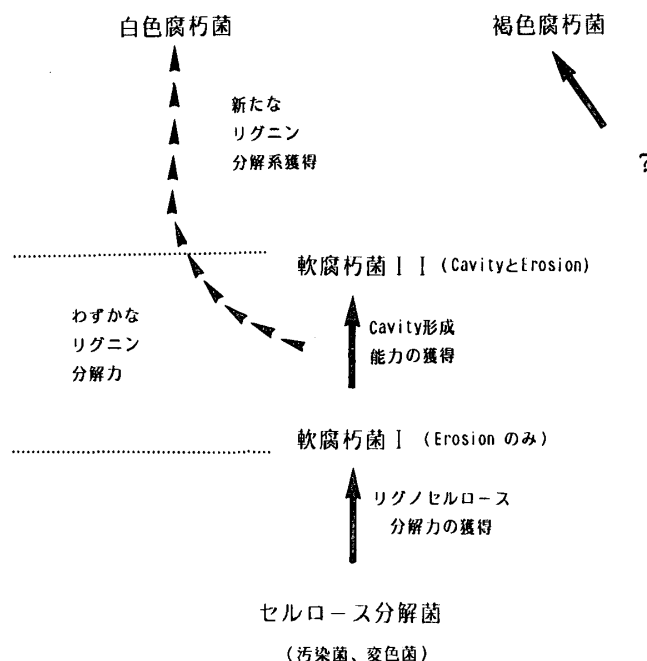 白色腐朽菌
褐色腐朽菌
新たな
リグニン
分解系獲得
?
軟腐朽菌ＩＩ (CavityとErosion)
わずかな
リグニン
分解力
Cavity形成
能力の獲得
軟腐朽菌Ｉ (Erosion のみ)
リグノセルロース
分解力の獲得
セルロース分解菌
(汚染菌、変色菌)